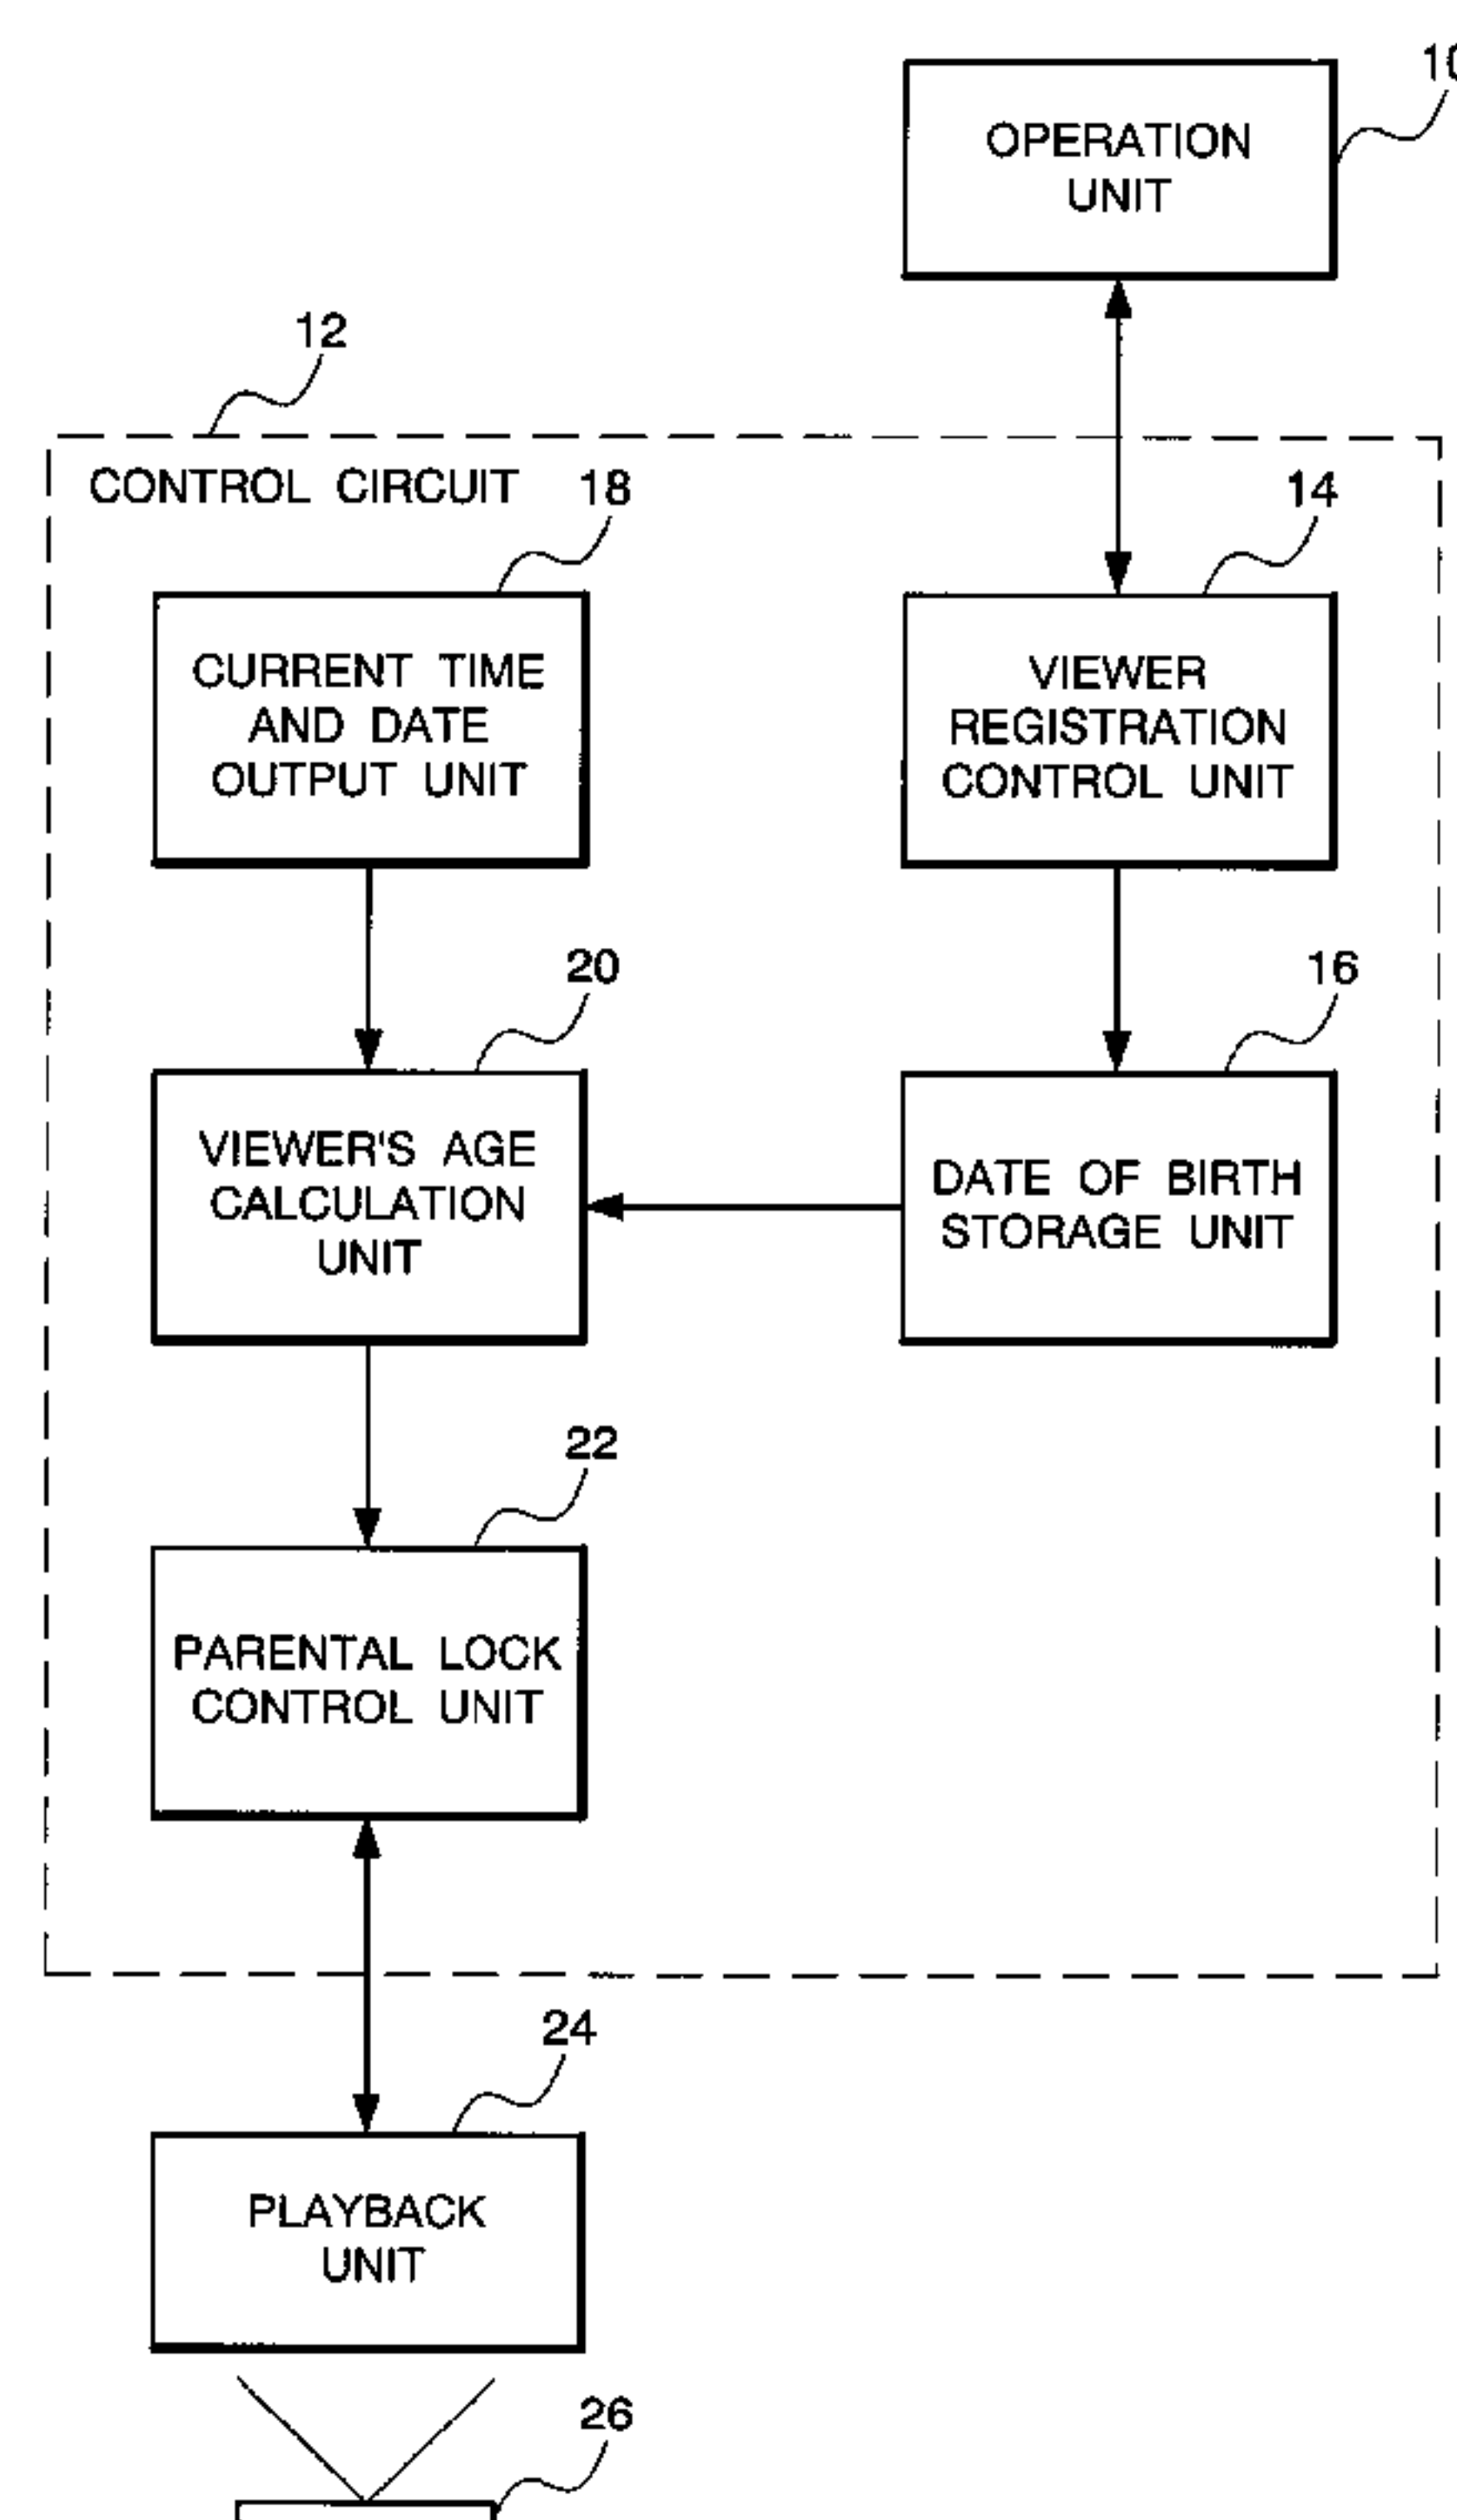 OPERATION
UNIT
12
CONTROL CIRCUIT
18
14
CURRENT TIME
AND DATE
OUTPUT UNIT
VIEWER
REGISTRATION
CONTROL UNIT
20
16
VIEWER'S AGE
CALCULATION
UNIT
DATE OF BIRTH
STORAGE UNIT
22
PARENTAL LOCK
CONTROL UNIT
24
PLAYBACK
UNIT
26